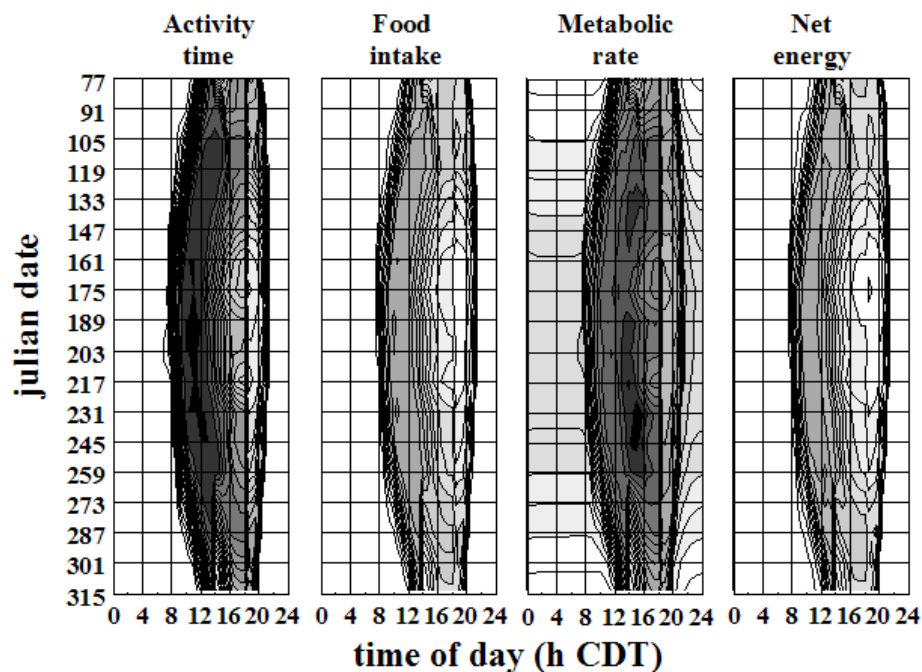 Activity time
Food intake
Metabolic rate
Net energy
julian date
77
91
105
119
133
147
161
175
189
203
217
231
245
259
273
287
301
315
0 4 8 12 16 20 24
0 4 8 12 16 20 24
0 4 8 12 16 20 24
0 4 8 12 16 20 24
time of day (h CDT)